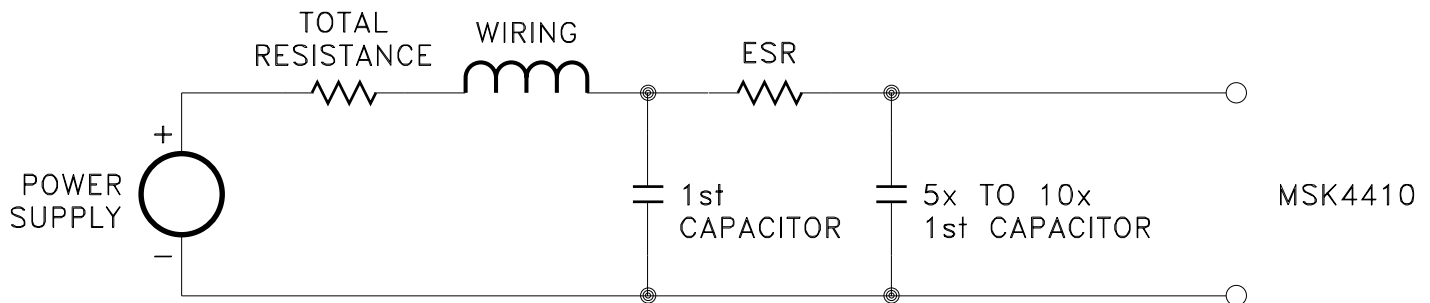 TOTAL
RESISTANCE
WIRING
ESR
+
POWER
SUPPLY
−
1st
CAPACITOR
5x TO 10x
1st CAPACITOR
MSK4410